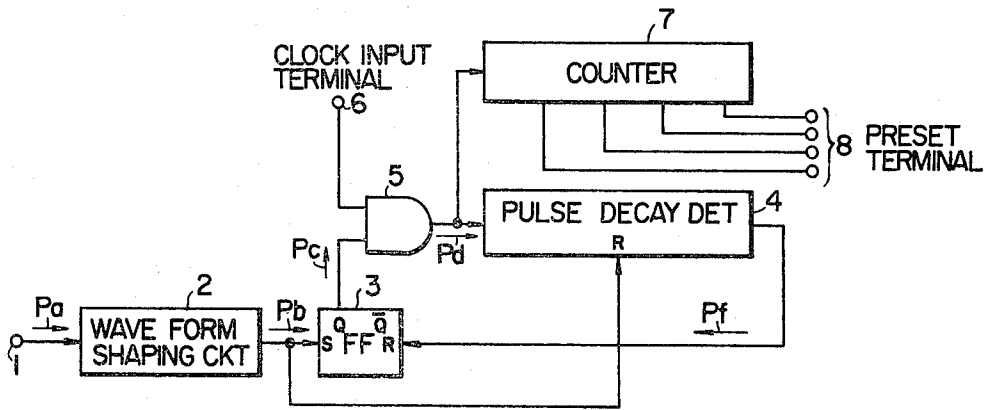 7
CLOCK INPUT
TERMINAL
6
COUNTER
8
PRESET
TERMINAL
5
4
PULSE DECAY DET
R
Pc
Pd
2
3
Pa
Pb
Pf
WAVE FORM
SHAPING CKT
Q Q̄
S FF R
1